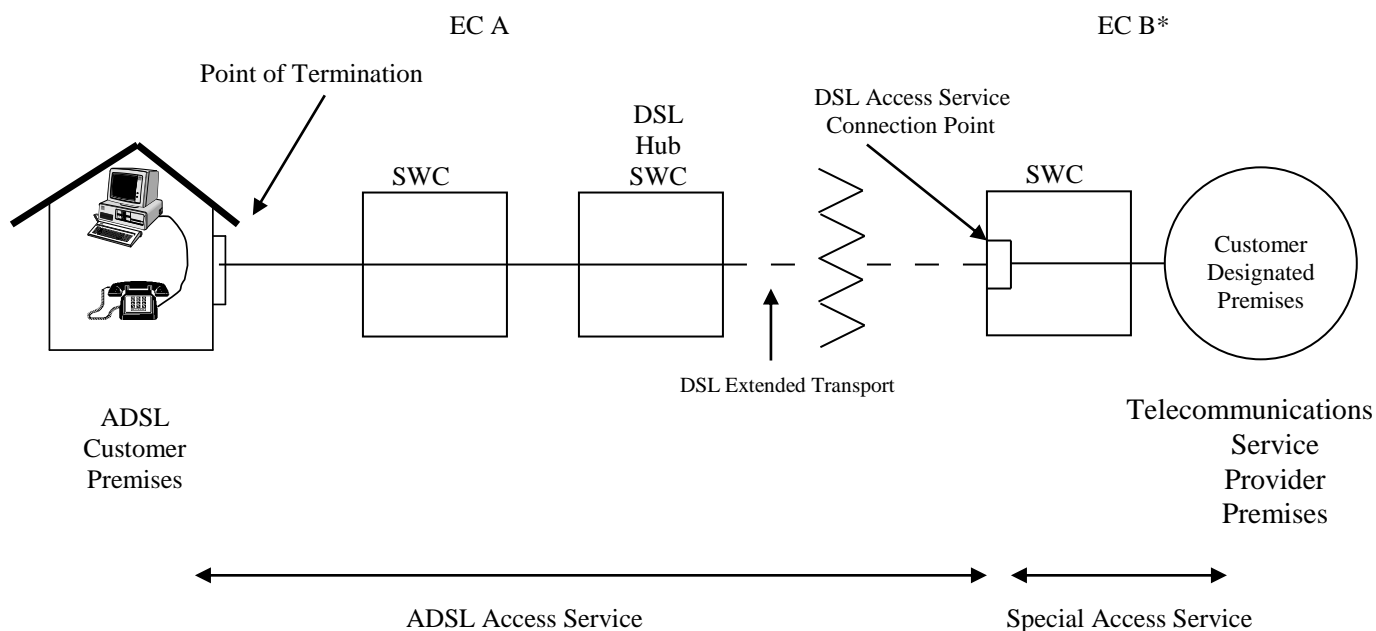 EC A
EC B*
Point of Termination
DSL Access Service
Connection Point
DSL
Hub
SWC
SWC
SWC
Customer
Designated
Premises
DSL Extended Transport
ADSL
Customer
Premises
Telecommunications
Service
Provider
Premises
ADSL Access Service
Special Access Service